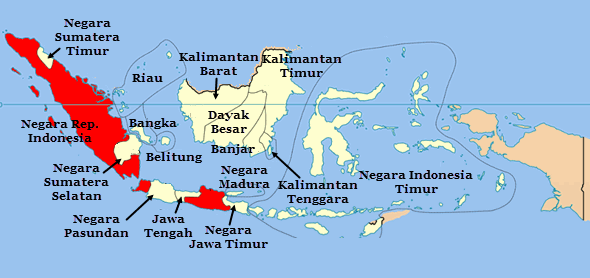 Negara
Sumatera
Timur
Riau
Kalimantan
Barat
Kalimantan
Timur
Negara Rep.
Indonesia
Bangka
Dayak
Besar
Banjar
Belitung
Negara
Sumatera
Selatan
Negara
Madura
Kalimantan
Tenggara
Negara Indonesia
Timur
Negara
Pasundan
Jawa
Tengah
Negara
Jawa Timur